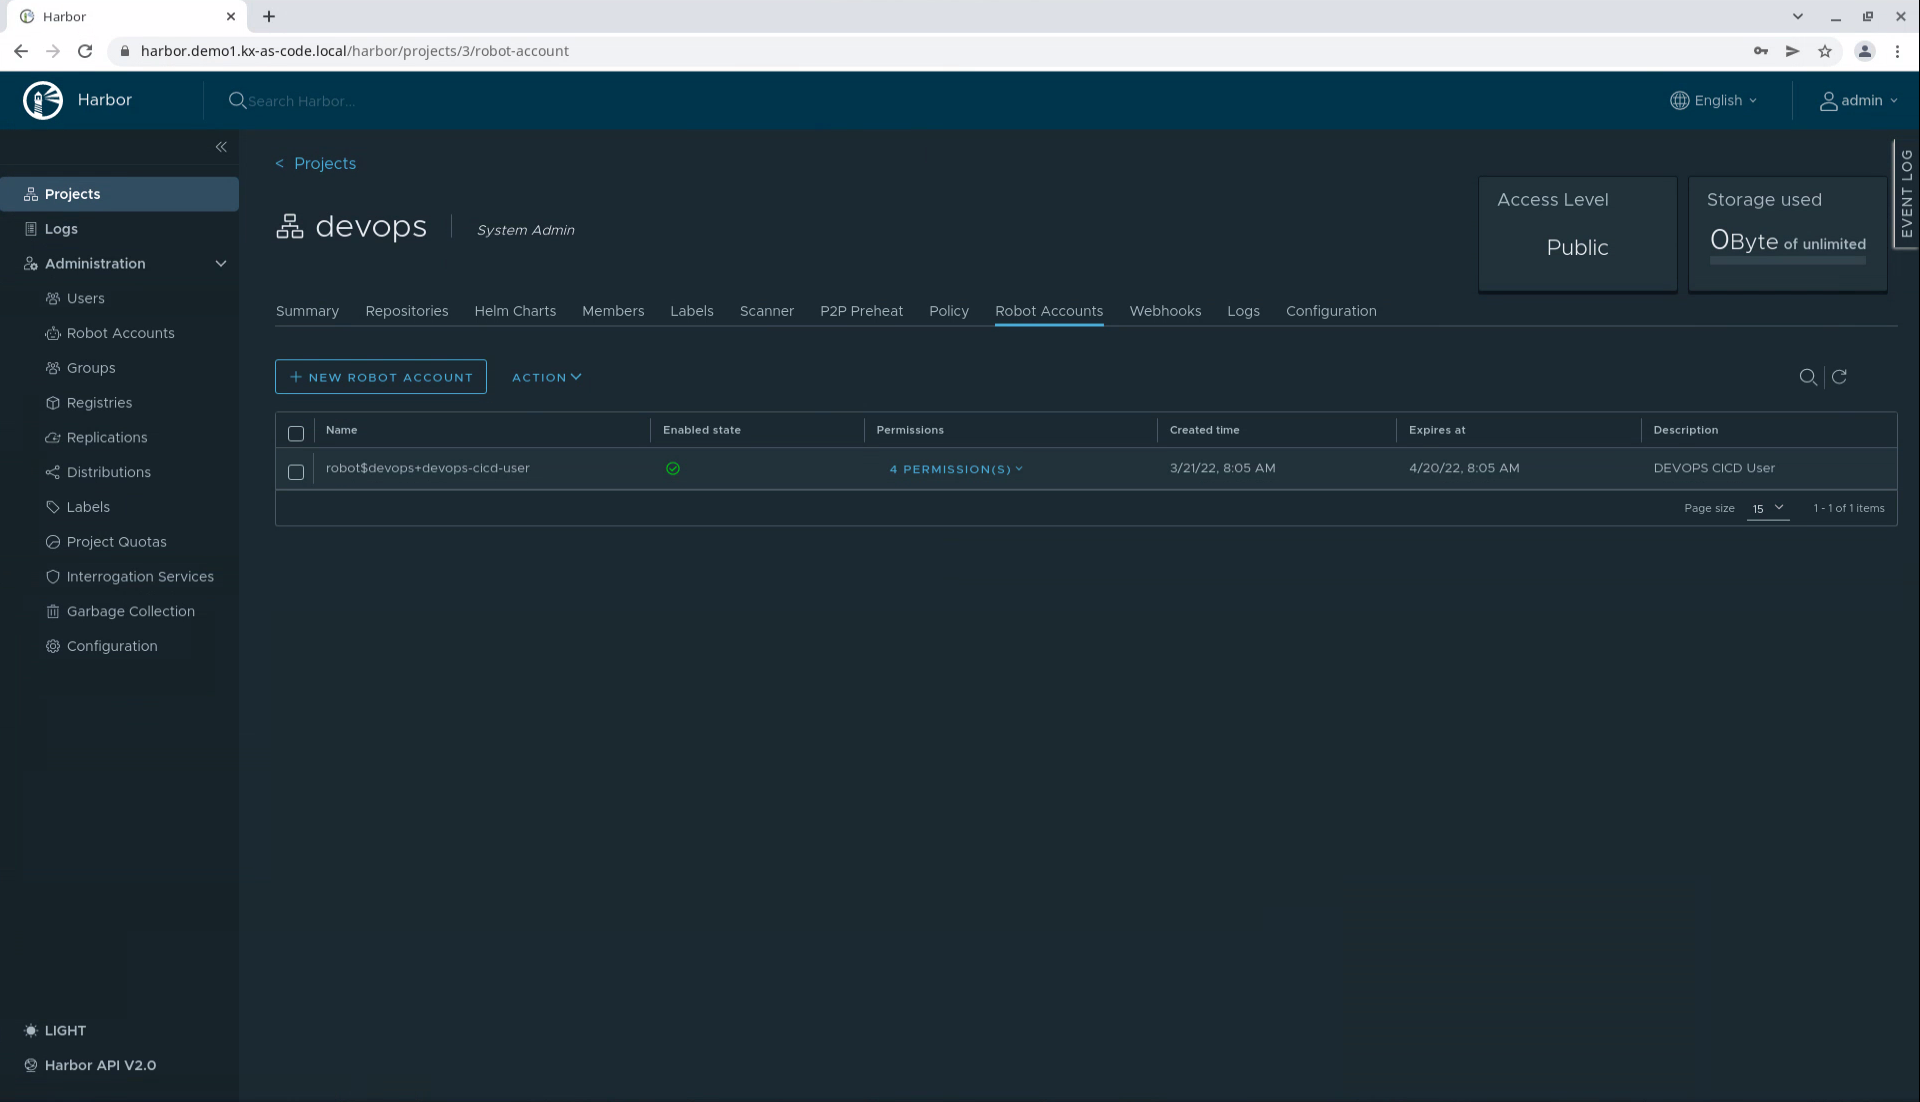 Harbor
harbor.demo1.kx-as-code.local/harbor/projects/3/robot-account
Harbor
Search Harbor...
English
admin
EVENT LOG
Projects
Logs
Administration
Users
Robot Accounts
Groups
Registries
Replications
Distributions
Labels
Project Quotas
Interrogation Services
Garbage Collection
Configuration
LIGHT
Harbor API V2.0
< Projects
devops System Admin
Access Level
Public
Storage used
0Byte of unlimited
Summary Repositories Helm Charts Members Labels Scanner P2P Preheat Policy Robot Accounts Webhooks Logs Configuration
+ NEW ROBOT ACCOUNT ACTION
Name Enabled state Permissions Created time Expires at Description
robot$devops+devops-cicd-user 4 PERMISSION(S) 3/21/22, 8:05 AM 4/20/22, 8:05 AM DEVOPS CICD User
Page size 15 1 - 1 of 1 items